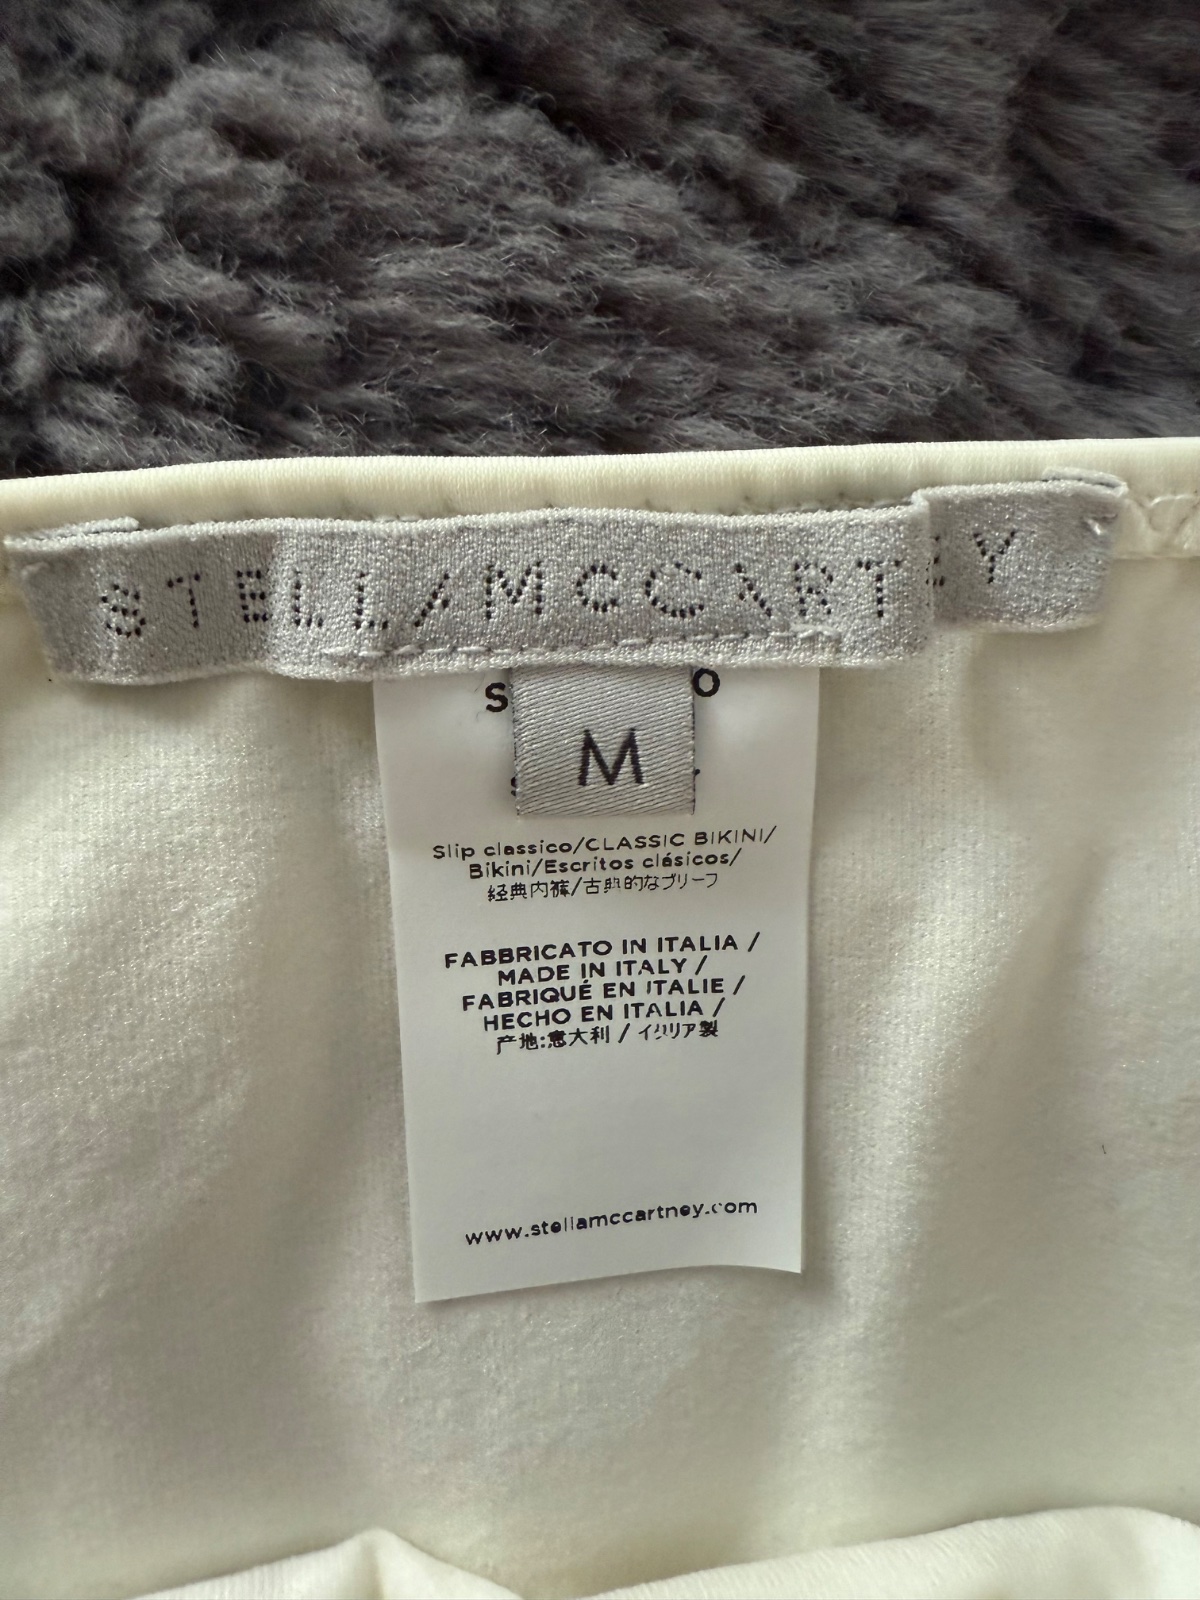 STELLA MCCARTNEY
M
Slip classico/CLASSIC BIKINI/
Bikini/Escritos clásicos/
经典内裤/古典的なブリーフ
FABBRICATO IN ITALIA /
MADE IN ITALY /
FABRIQUÉ EN ITALIE /
HECHO EN ITALIA /
产地:意大利 / イタリア製
www.stellamccartney.com